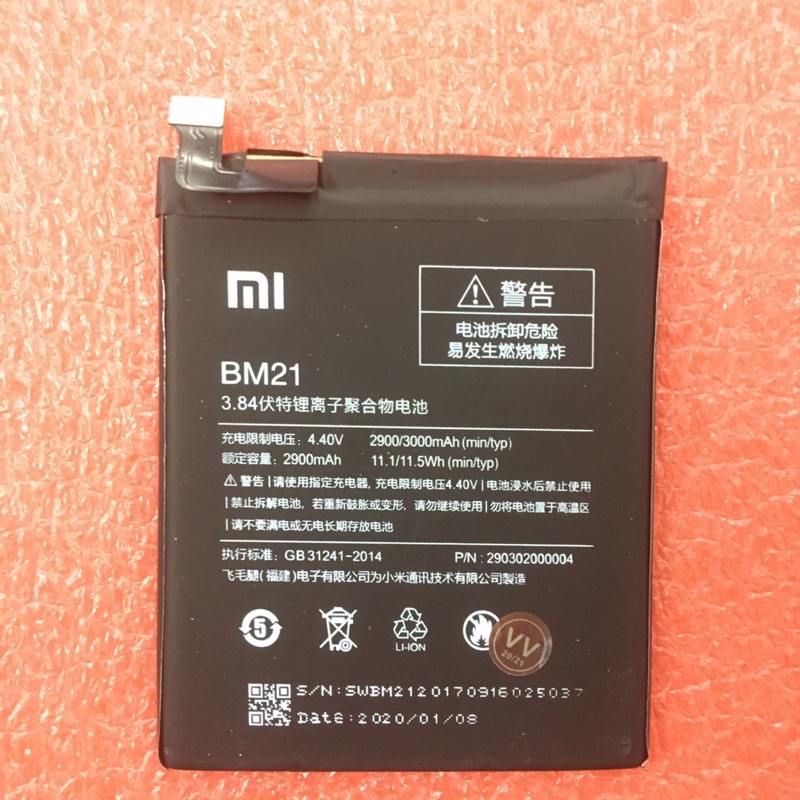 mi
警告
电池拆卸危险
易发生燃烧爆炸
BM21
3.84伏特锂离子聚合物电池
充电限制电压：4.40V 2900/3000mAh (min/typ)
额定容量：2900mAh 11.1/11.5Wh (min/typ)
警告|请使用指定充电器, 充电限制电压4.40V|电池浸水后禁止使用
|禁止拆解电池，若重新鼓胀或变形，请勿继续使用|勿将电池置于高温区
|请不要满电或无电长期存放电池
执行标准：GB 31241-2014 P/N : 290302000004
飞毛腿(福建)电子有限公司为小米通讯技术有限公司製造
5
LI-ION
VV
20/21
S/N: SWBM2120170916025037
Date: 2020/01/08